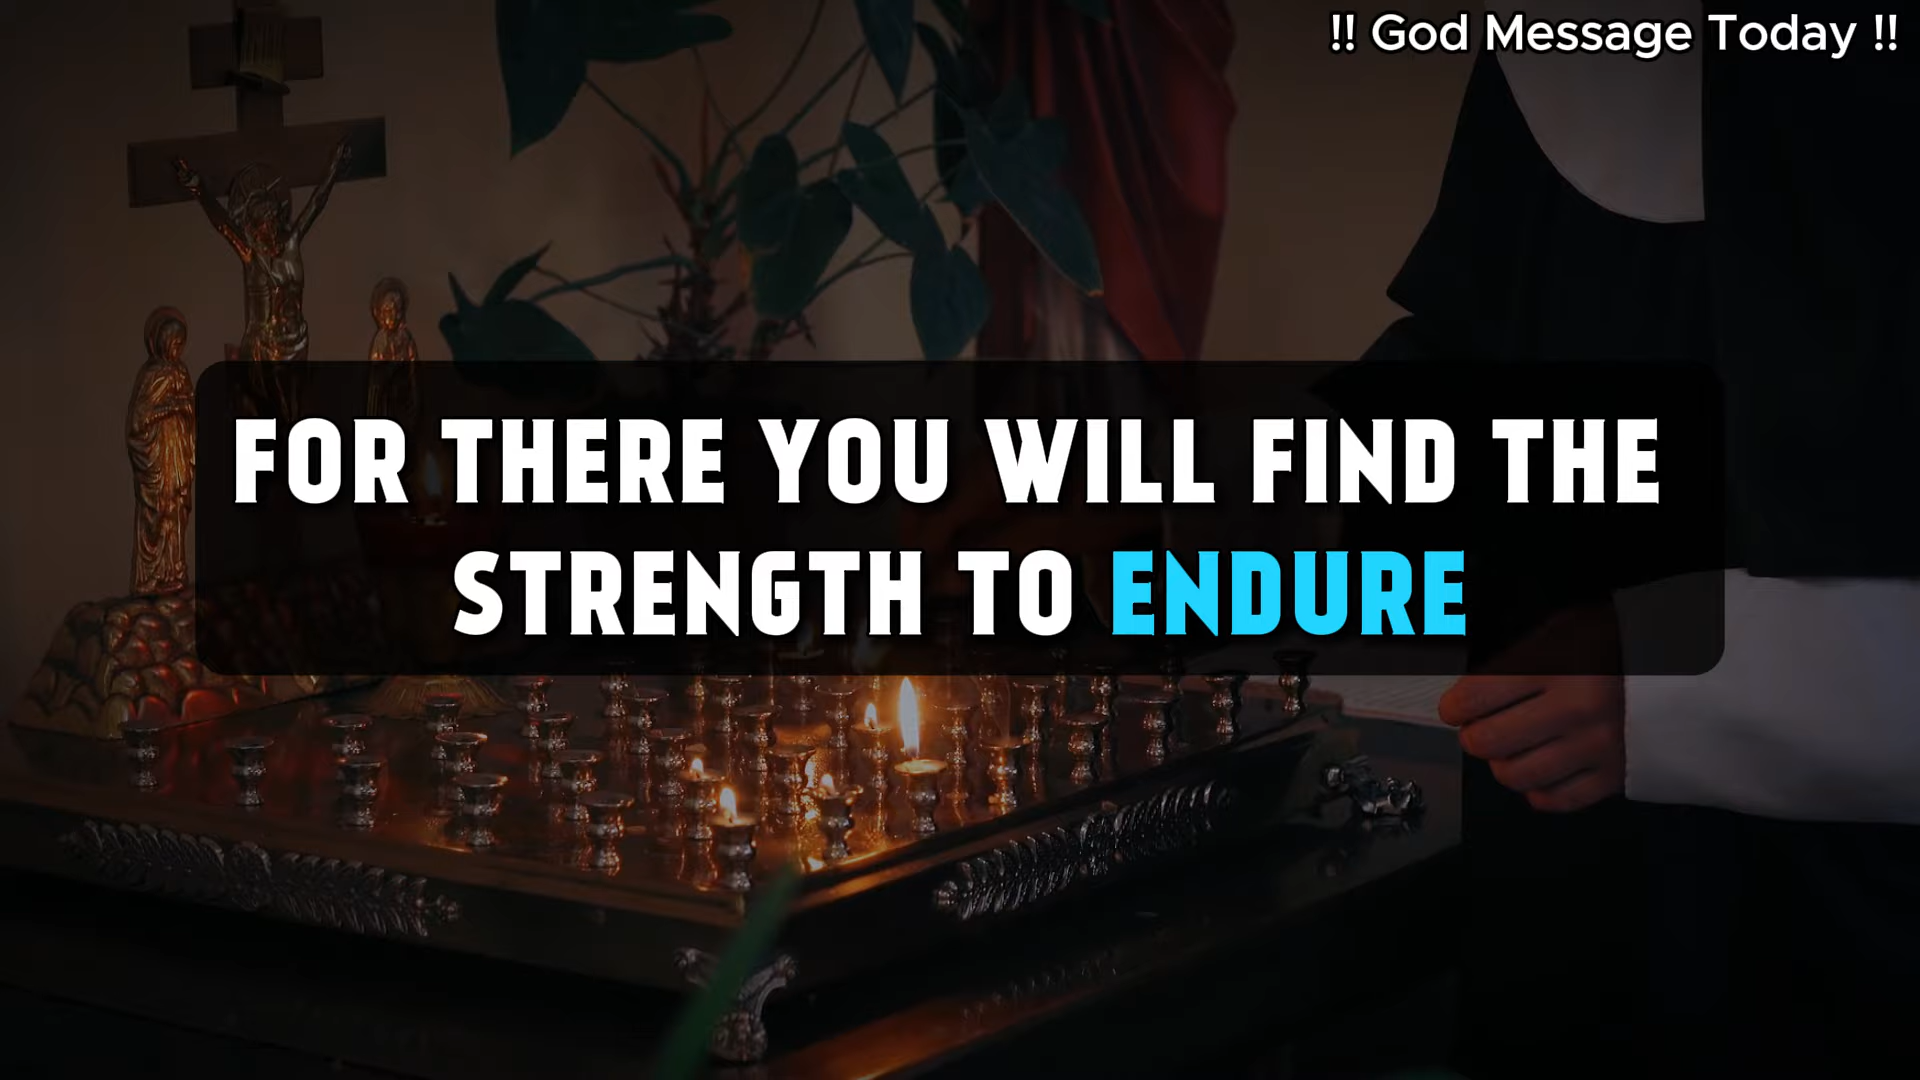 !! God Message Today !!
FOR THERE YOU WILL FIND THE
STRENGTH TO ENDURE